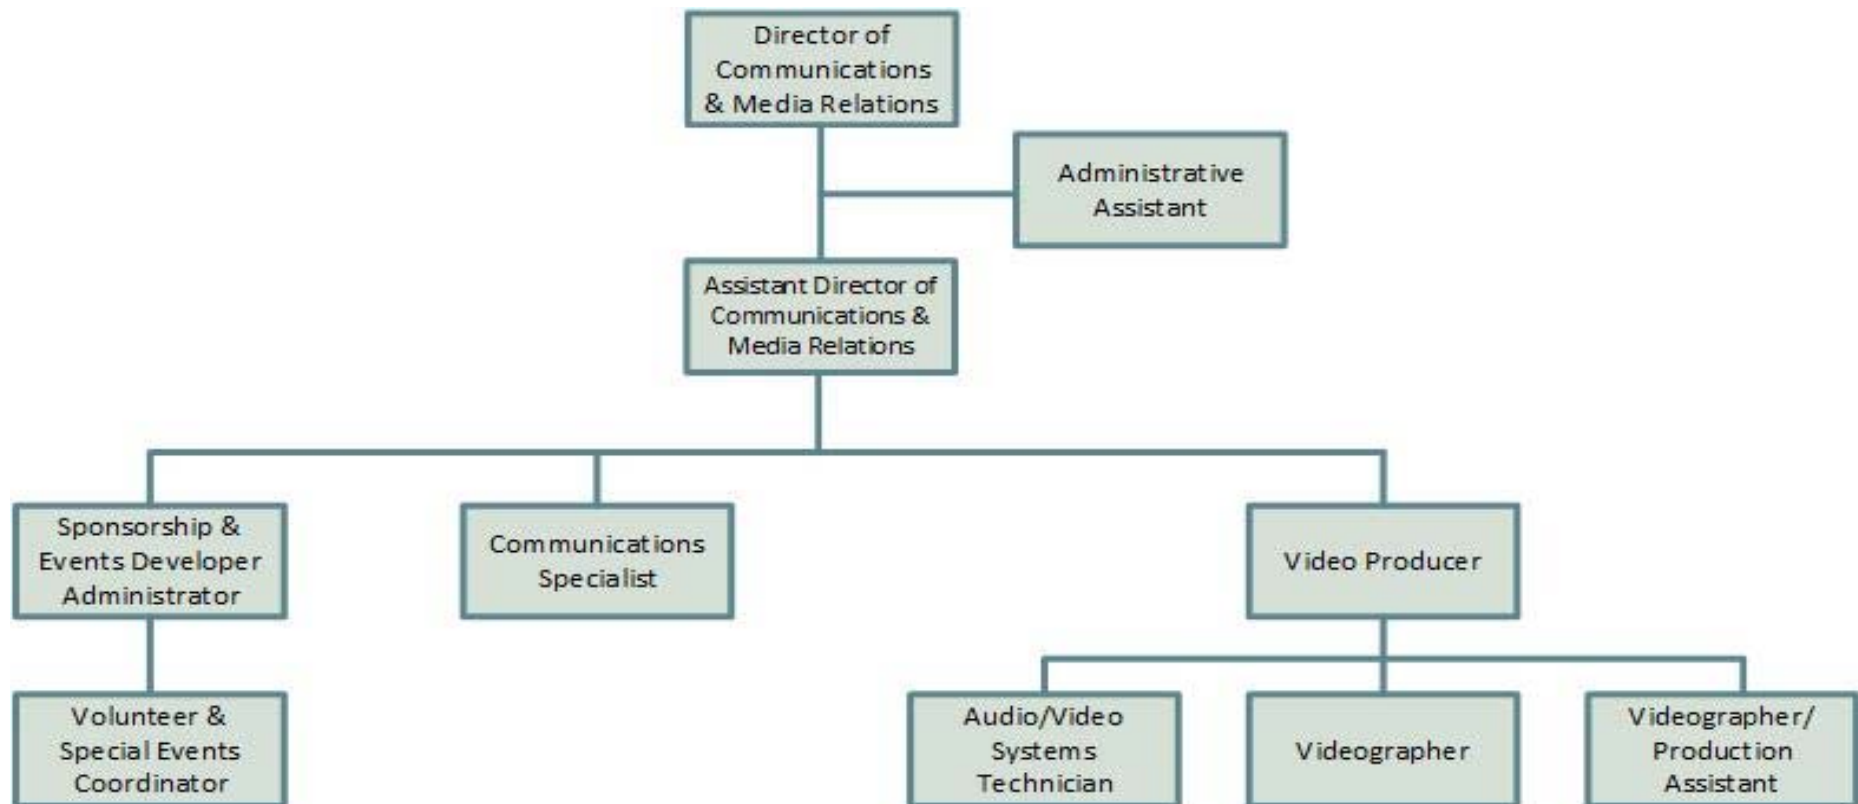 Director of
Communications
& Media Relations
Administrative
Assistant
Assistant Director of
Communications &
Media Relations
Sponsorship &
Events Developer
Administrator
Communications
Specialist
Video Producer
Volunteer &
Special Events
Coordinator
Audio/Video
Systems
Technician
Videographer
Videographer/
Production
Assistant